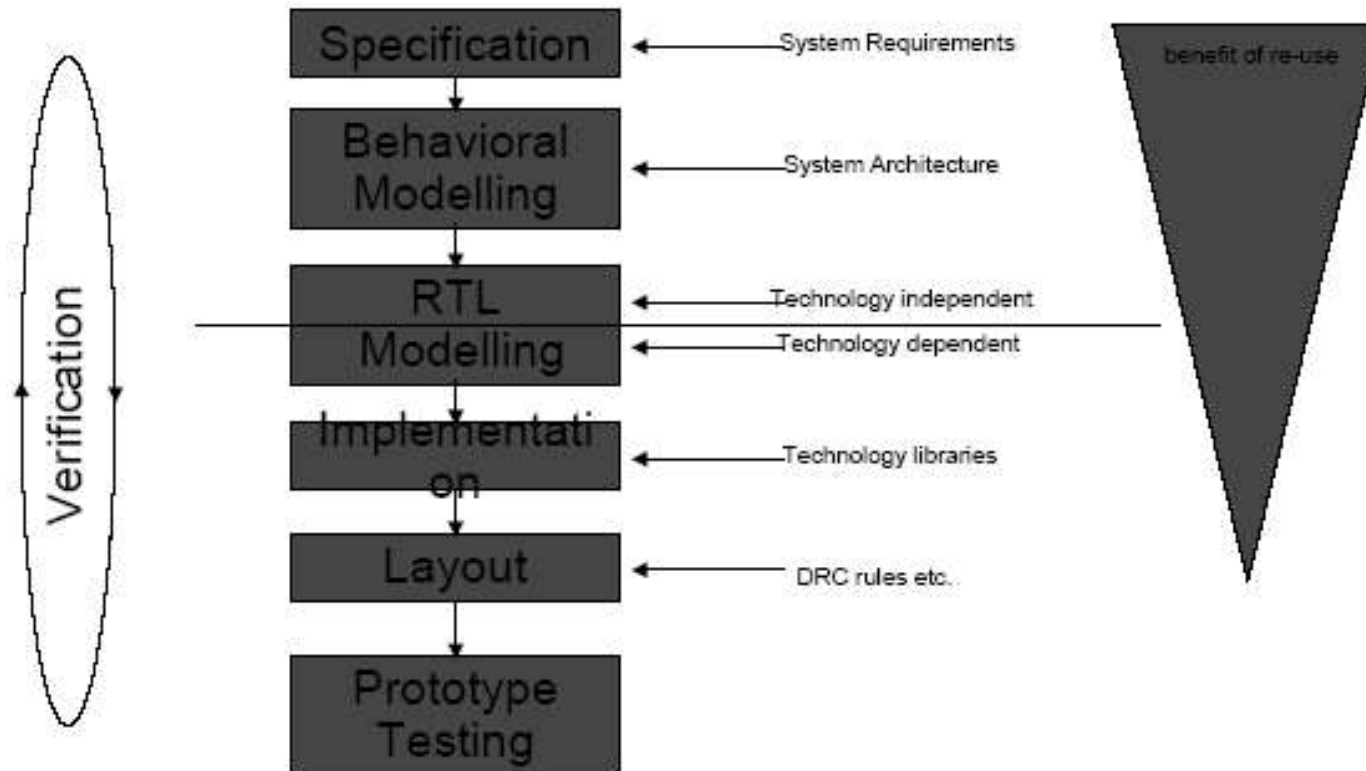 Specification
System Requirements
benefit of re-use
Behavioral
Modelling
System Architecture
RTL
Modelling
Technology independent
Technology dependent
Implementati
on
Technology libraries
Layout
DRC rules etc.
Prototype
Testing
Verification